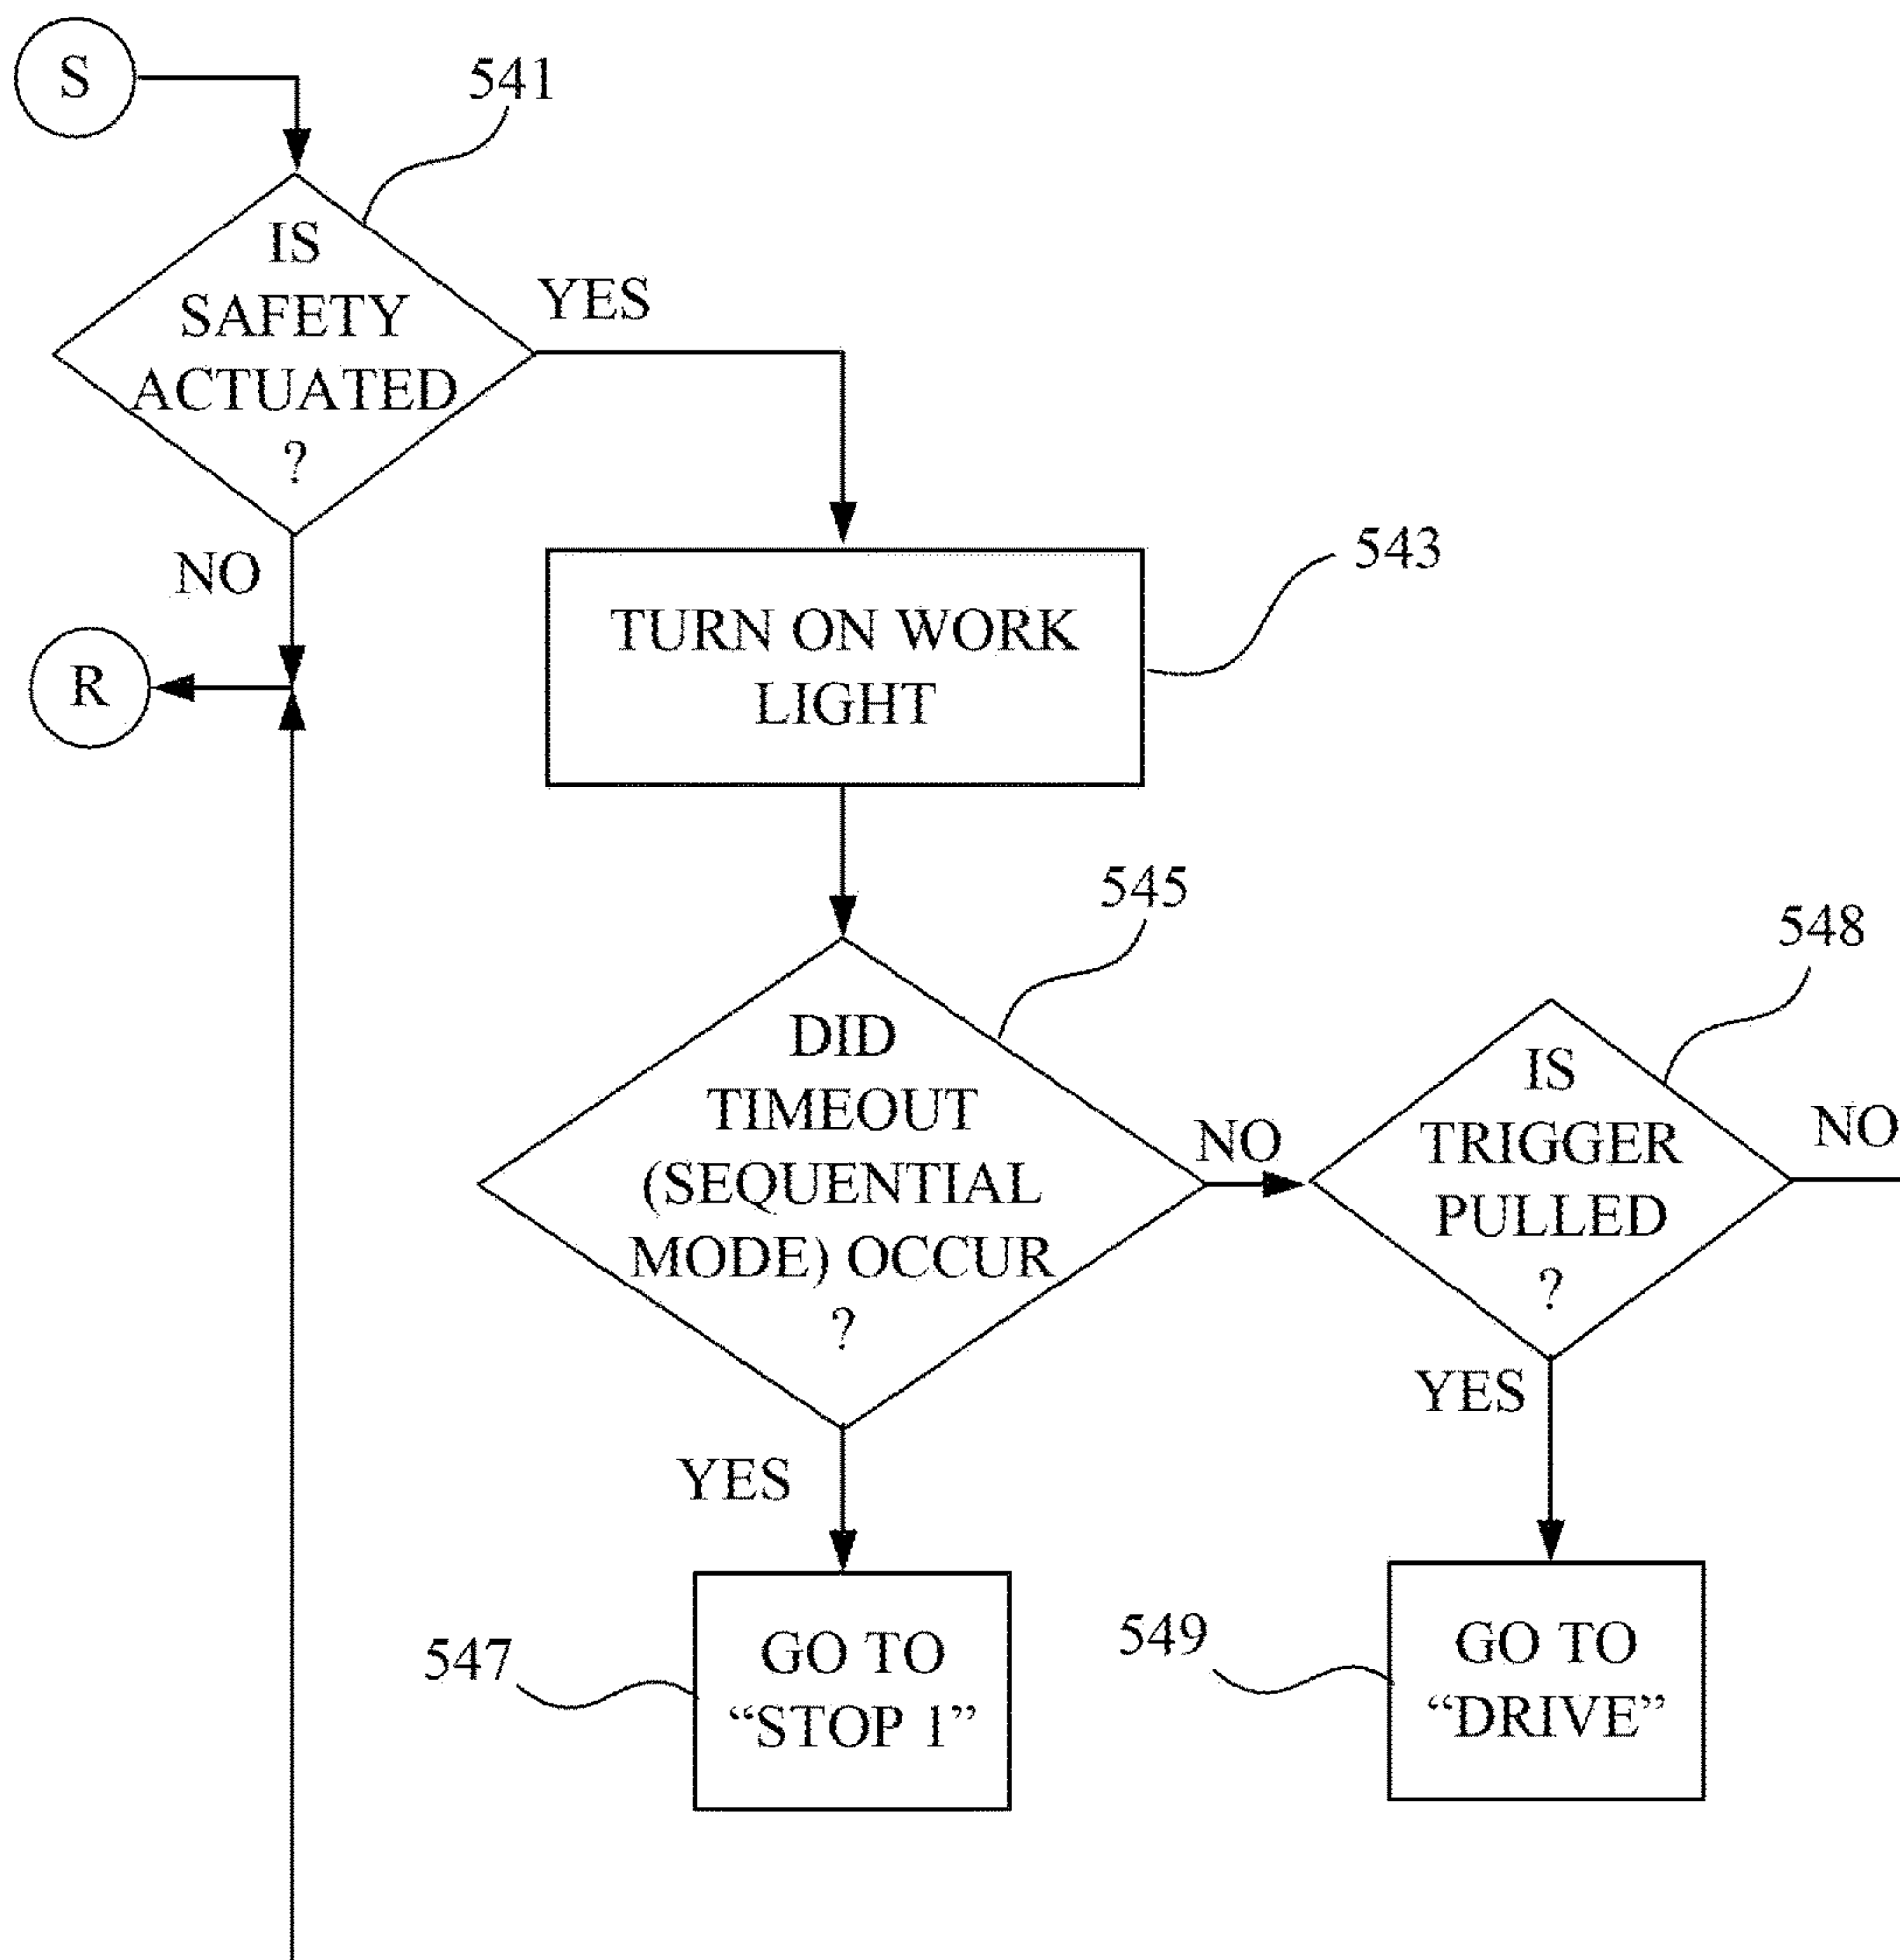 S
541
IS
SAFETY
ACTUATED
?
YES
NO
R
TURN ON WORK
LIGHT
543
545
DID
TIMEOUT
(SEQUENTIAL
MODE) OCCUR
?
NO
YES
548
IS
TRIGGER
PULLED
?
NO
YES
547
GO TO
“STOP 1”
549
GO TO
“DRIVE”